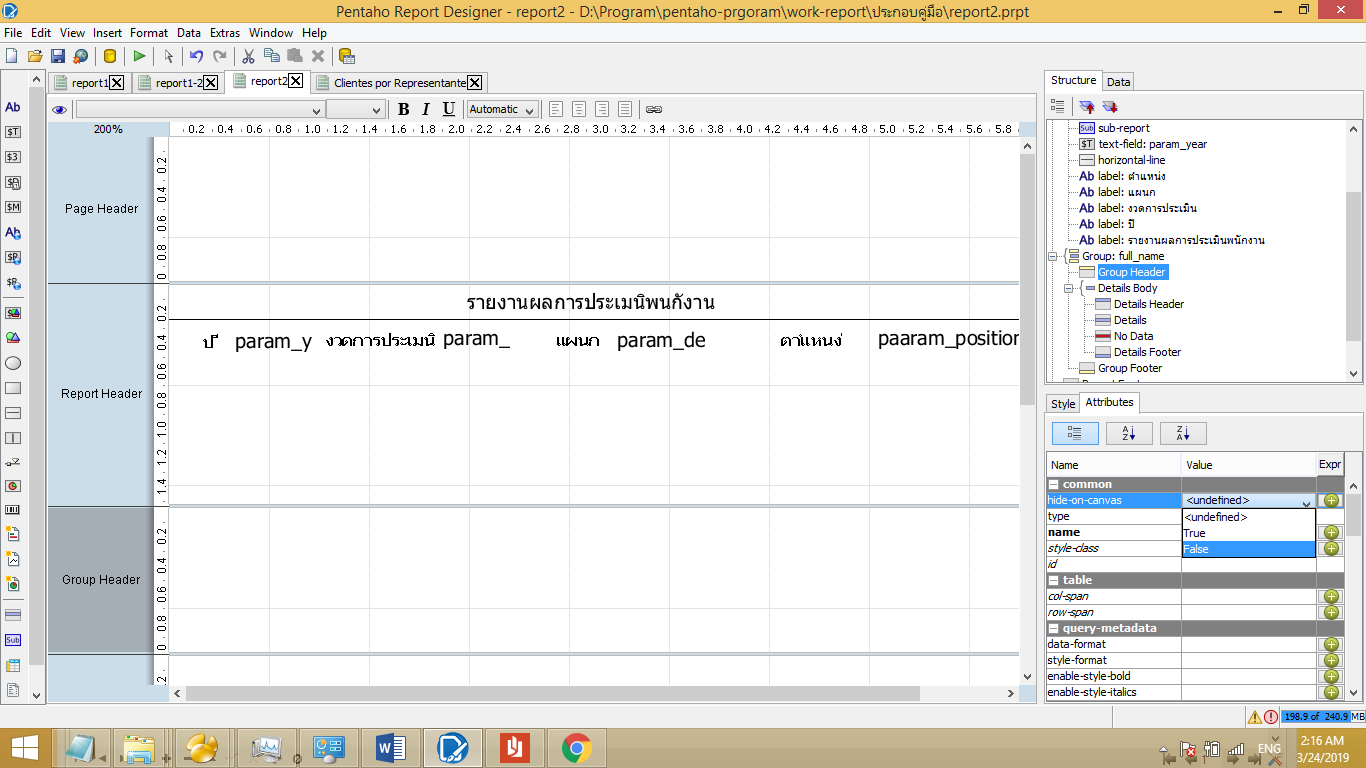 Pentaho Report Designer - report2 - D:\Program\pentaho-prgoram\work-report\ประกอบคู่มือ\report2.prpt
File Edit View Insert Format Data Extras Window Help
report1 report1-2 report2 Clientes por Representante
B I U Automatic
200%
0.2 0.4 0.6 0.8 1.0 1.2 1.4 1.6 1.8 2.0 2.2 2.4 2.6 2.8 3.0 3.2 3.4 3.6 3.8 4.0 4.2 4.4 4.6 4.8 5.0 5.2 5.4 5.6 5.8
Page Header
Report Header
รายงานผลการประเมนิพนกังาน
ป ี param_y งวดการประเมนิ param_ แผนก param_de ตาแหน่ง paaram_position
Group Header
Structure Data
sub-report
text-field: param_year
horizontal-line
label: ตำแหน่ง
label: แผนก
label: งวดการประเมิน
label: ปี
label: รายงานผลการประเมินพนักงาน
Group: full_name
Group Header
Details Body
Details Header
Details
No Data
Details Footer
Group Footer
Style Attributes
Name Value Expr
common
hide-on-canvas <undefined>
type <undefined>
name True
style-class False
id
table
col-span
row-span
query-metadata
data-format
style-format
enable-style-bold
enable-style-italics
198.9 of 240.9 MB
ENG
2:16 AM
3/24/2019